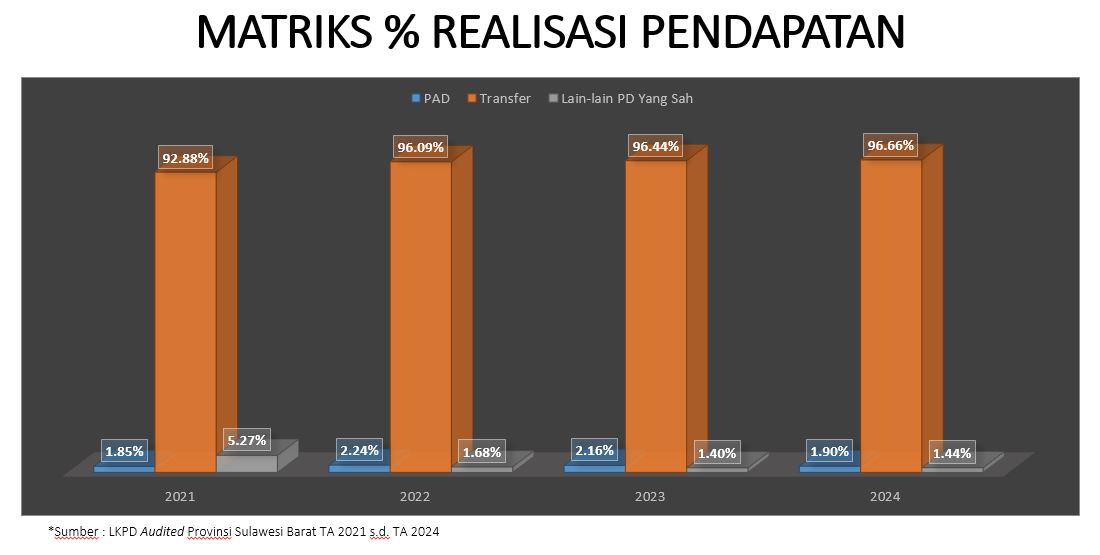 MATRIKS % REALISASI PENDAPATAN
PAD Transfer Lain-lain PD Yang Sah
92.88% 96.09% 96.44% 96.66%
1.85% 5.27% 2.24% 1.68% 2.16% 1.40% 1.90% 1.44%
2021 2022 2023 2024
*Sumber : LKPD Audited Provinsi Sulawesi Barat TA 2021 s.d. TA 2024